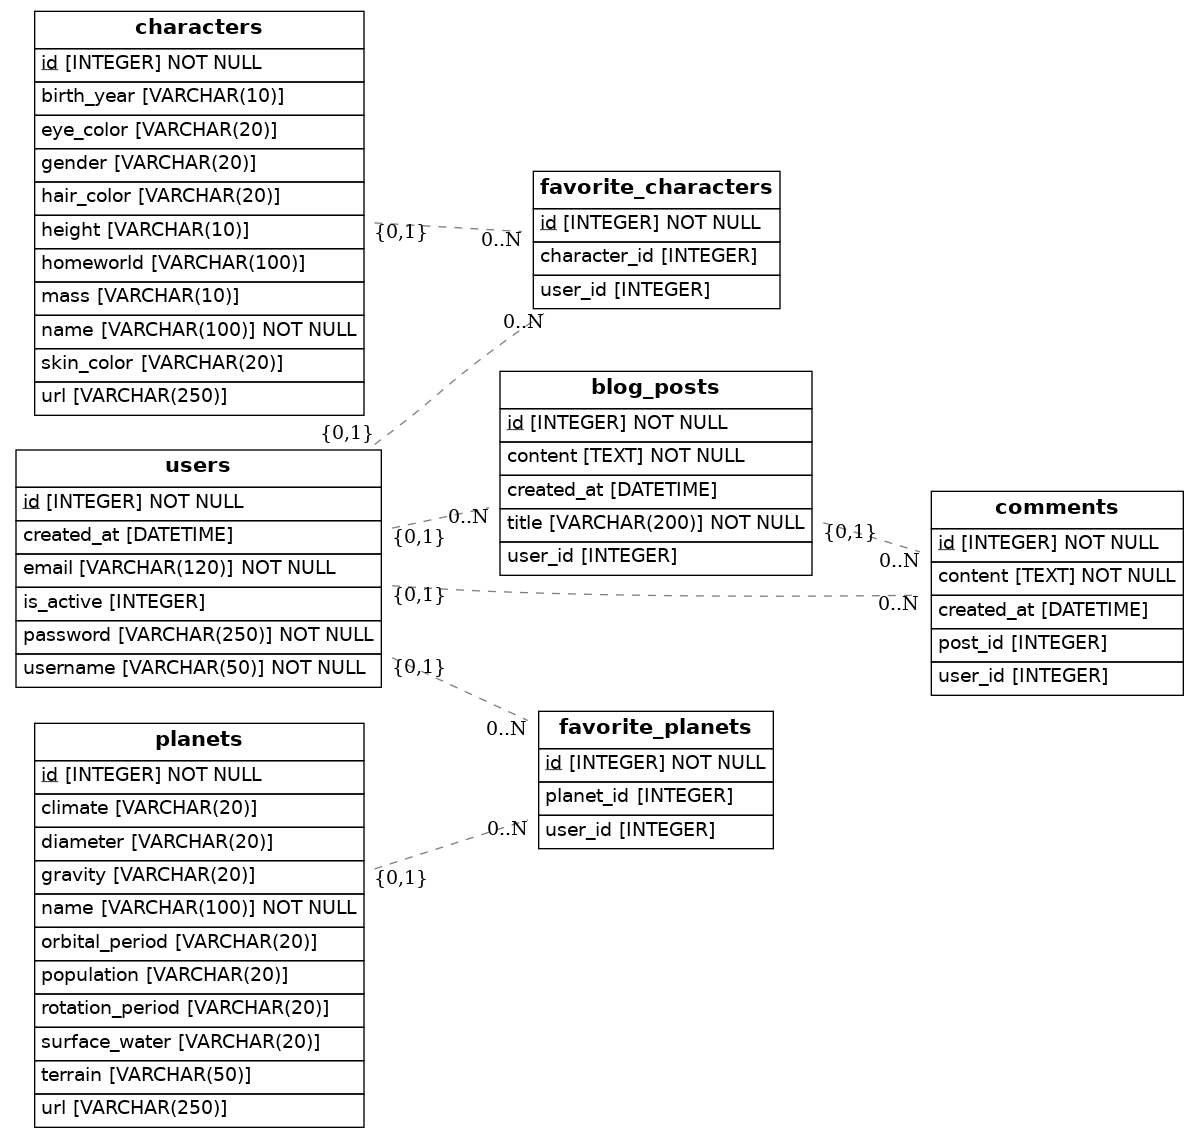 characters
id [INTEGER] NOT NULL
birth_year [VARCHAR(10)]
eye_color [VARCHAR(20)]
gender [VARCHAR(20)]
hair_color [VARCHAR(20)]
height [VARCHAR(10)]
homeworld [VARCHAR(100)]
mass [VARCHAR(10)]
name [VARCHAR(100)] NOT NULL
skin_color [VARCHAR(20)]
url [VARCHAR(250)]
{0,1}
0..N
favorite_characters
id [INTEGER] NOT NULL
character_id [INTEGER]
user_id [INTEGER]
0..N
{0,1}
users
id [INTEGER] NOT NULL
created_at [DATETIME]
email [VARCHAR(120)] NOT NULL
is_active [INTEGER]
password [VARCHAR(250)] NOT NULL
username [VARCHAR(50)] NOT NULL
{0,1}
0..N
blog_posts
id [INTEGER] NOT NULL
content [TEXT] NOT NULL
created_at [DATETIME]
title [VARCHAR(200)] NOT NULL
user_id [INTEGER]
{0,1}
0..N
{0,1}
0..N
comments
id [INTEGER] NOT NULL
content [TEXT] NOT NULL
created_at [DATETIME]
post_id [INTEGER]
user_id [INTEGER]
{0,1}
0..N
favorite_planets
id [INTEGER] NOT NULL
planet_id [INTEGER]
user_id [INTEGER]
0..N
{0,1}
planets
id [INTEGER] NOT NULL
climate [VARCHAR(20)]
diameter [VARCHAR(20)]
gravity [VARCHAR(20)]
name [VARCHAR(100)] NOT NULL
orbital_period [VARCHAR(20)]
population [VARCHAR(20)]
rotation_period [VARCHAR(20)]
surface_water [VARCHAR(20)]
terrain [VARCHAR(50)]
url [VARCHAR(250)]